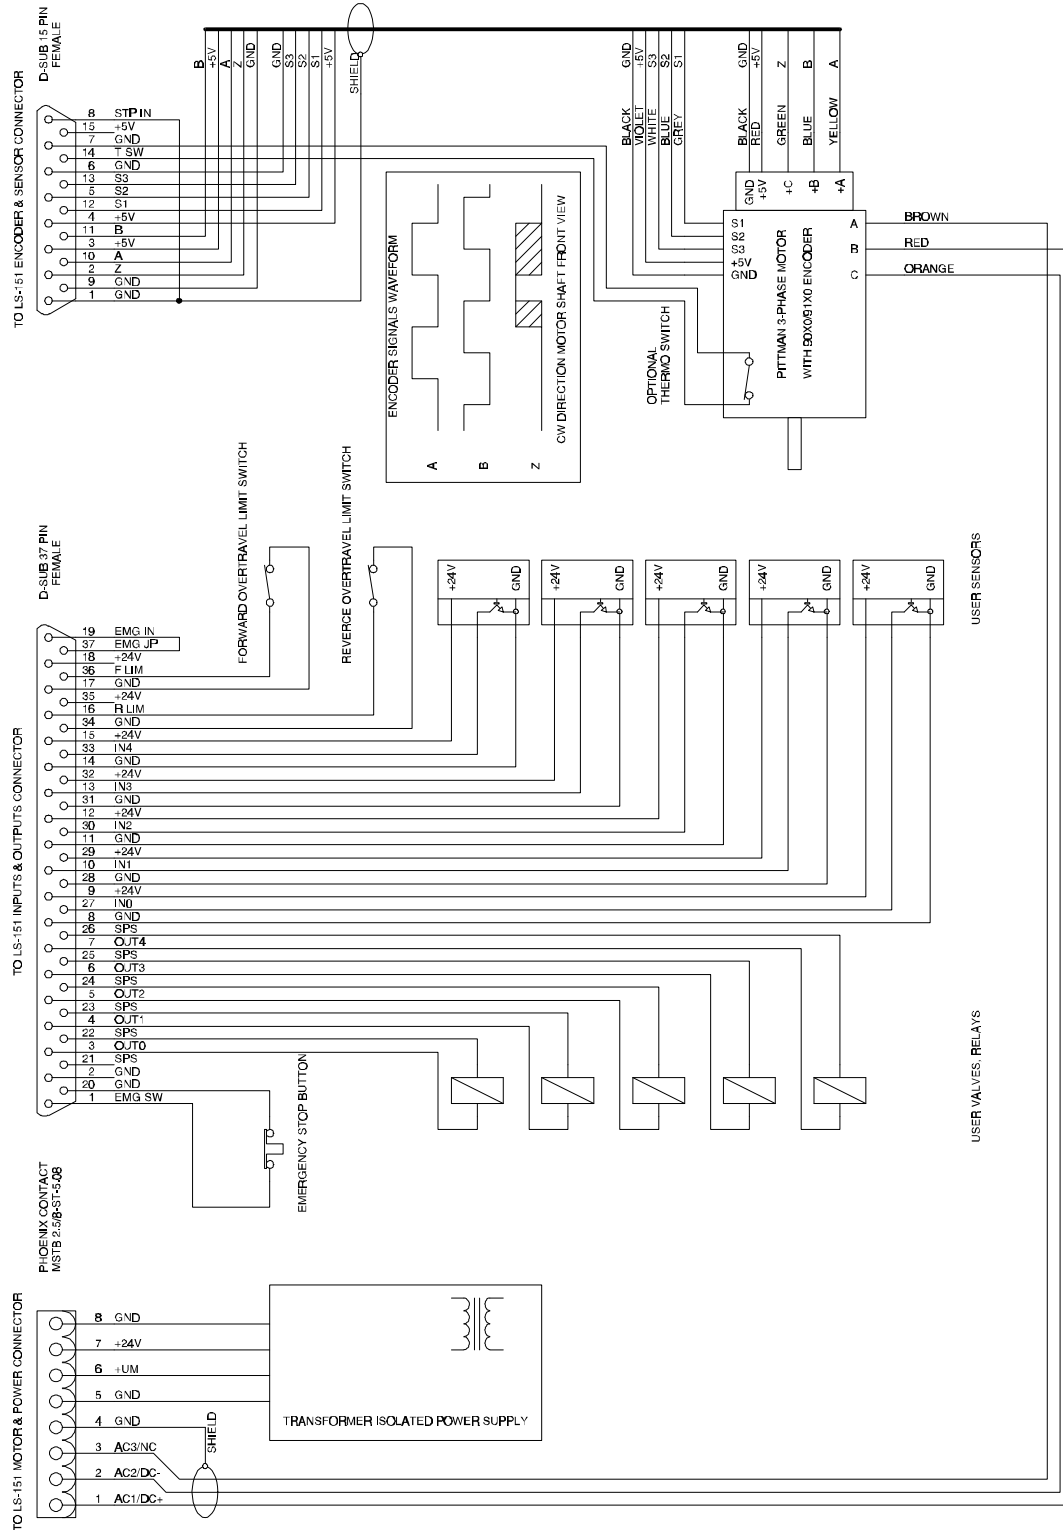 TO LS-151 ENCODER & SENSOR CONNECTOR
D-SUB 15 PIN
FEMALE
8 STP IN
15 +5V
7 GND
14 T SW
6 GND
13 S3
5 S2
12 S1
4 +5V
11 B
3 +5V
10 A
2 Z
9 GND
1 GND
B
+5V
A
Z
GND
GND
S3
S2
S1
+5V
SHIELD
GND
+5V
S3
S2
S1
BLACK
VIOLET
WHITE
BLUE
GREY
GND
+5V
Z
B
A
BLACK
RED
GREEN
BLUE
YELLOW
GND
+5V
+C
+B
+A
S1
S2
S3
+5V
GND
A
B
C
BROWN
RED
ORANGE
PITTMAN 3-PHASE MOTOR
WITH 90X0/91X0 ENCODER
OPTIONAL
THERMO SWITCH
ENCODER SIGNALS WAVEFORM
A
B
Z
CW DIRECTION MOTOR SHAFT FRONT VIEW
TO LS-151 INPUTS & OUTPUTS CONNECTOR
D-SUB 37 PIN
FEMALE
19 EMG IN
37 EMG JP
18 +24V
36 F LIM
17 GND
35 +24V
16 R LIM
34 GND
15 +24V
33 IN4
14 GND
32 +24V
13 IN3
31 GND
12 +24V
30 IN2
11 GND
29 +24V
10 IN1
28 GND
9 +24V
27 IN0
8 GND
26 SPS
7 OUT4
25 SPS
6 OUT3
24 SPS
5 OUT2
23 SPS
4 OUT1
22 SPS
3 OUT0
21 SPS
2 GND
20 GND
1 EMG SW
FORWARD OVERTRAVEL LIMIT SWITCH
REVERCE OVERTRAVEL LIMIT SWITCH
+24V
GND
+24V
GND
+24V
GND
+24V
GND
+24V
GND
USER SENSORS
USER VALVES, RELAYS
EMERGENCY STOP BUTTON
TO LS-151 MOTOR & POWER CONNECTOR
PHOENIX CONTACT
MSTB 2.5/8-ST-5.08
8 GND
7 +24V
6 +UM
5 GND
4 GND
3 AC3/NC
2 AC2/DC-
1 AC1/DC+
SHIELD
TRANSFORMER ISOLATED POWER SUPPLY